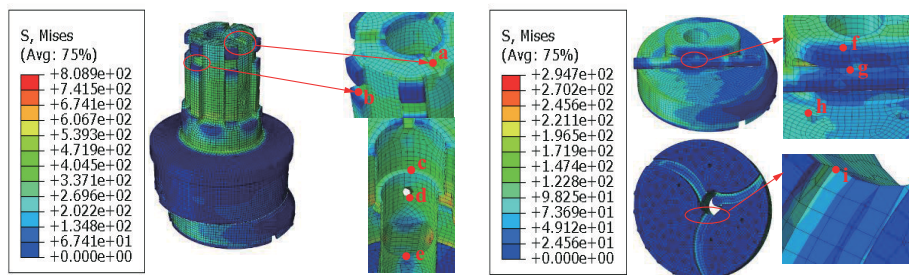 S, Mises
(Avg: 75%)
+8.089e+02
+7.415e+02
+6.741e+02
+6.067e+02
+5.393e+02
+4.719e+02
+4.045e+02
+3.371e+02
+2.696e+02
+2.022e+02
+1.348e+02
+6.741e+01
+0.000e+00
a
b
c
d
e
S, Mises
(Avg: 75%)
+2.947e+02
+2.702e+02
+2.456e+02
+2.211e+02
+1.965e+02
+1.719e+02
+1.474e+02
+1.228e+02
+9.825e+01
+7.369e+01
+4.912e+01
+2.456e+01
+0.000e+00
f
g
h
i